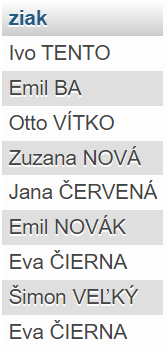 ziak
Ivo TENTO
Emil BA
Otto VÍTKO
Zuzana NOVÁ
Jana ČERVENÁ
Emil NOVÁK
Eva ČIERNA
Šimon VEĽKÝ
Eva ČIERNA